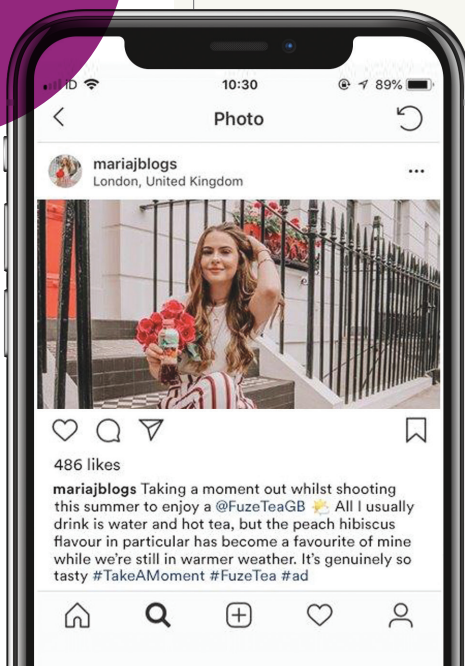 10:30
89%
Photo
mariajblogs
London, United Kingdom
486 likes
mariajblogs Taking a moment out whilst shooting
this summer to enjoy a @FuzeTeaGB 🌤️ All I usually
drink is water and hot tea, but the peach hibiscus
flavour in particular has become a favourite of mine
while we're still in warmer weather. It's genuinely so
tasty #TakeAMoment #FuzeTea #ad